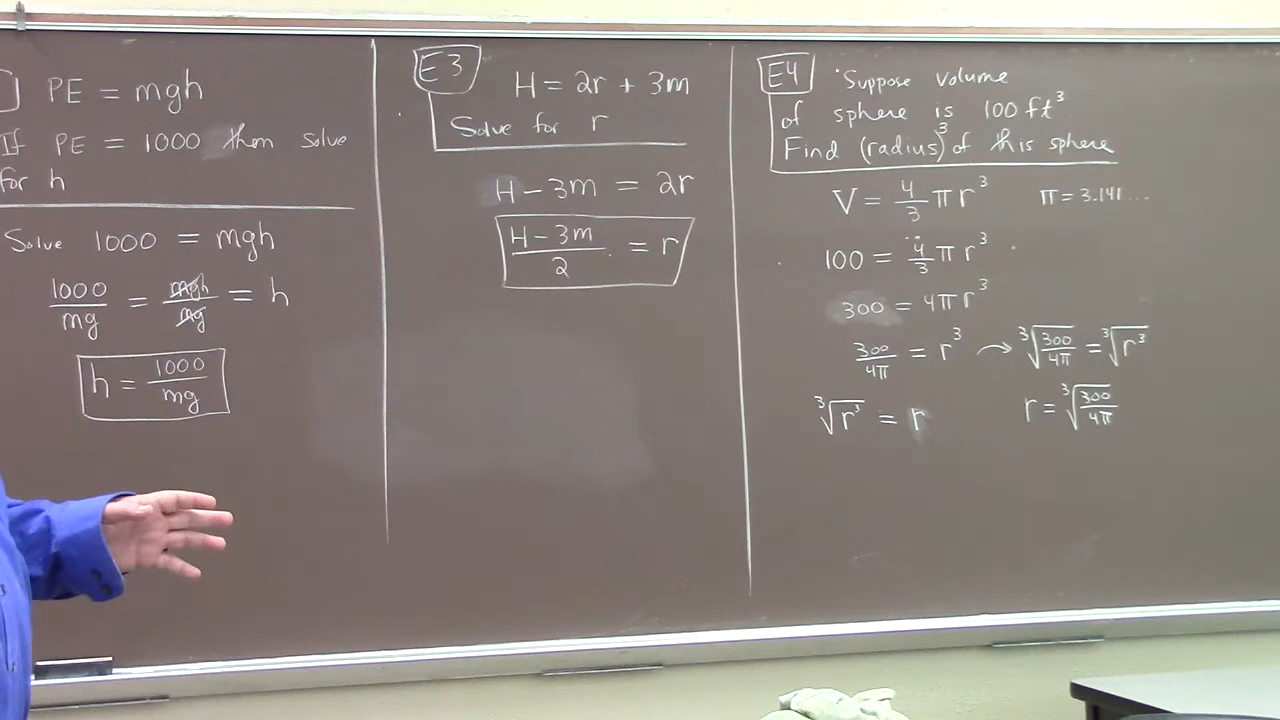 PE = mgh
If PE = 1000 then solve
for h
Solve 1000 = mgh
1000/mg = mgh/mg = h
h = 1000/mg
E3
H = 2r + 3m
Solve for r
H - 3m = 2r
(H - 3m)/2 = r
E4 Suppose volume
of sphere is 100 ft³
Find (radius)³ of this sphere
V = 4/3 π r³
π = 3.141...
100 = 4/3 π r³
300 = 4πr³
300/4π = r³ → ∛(300/4π) = ∛(r³)
∛(r³) = r
r = ∛(300/4π)